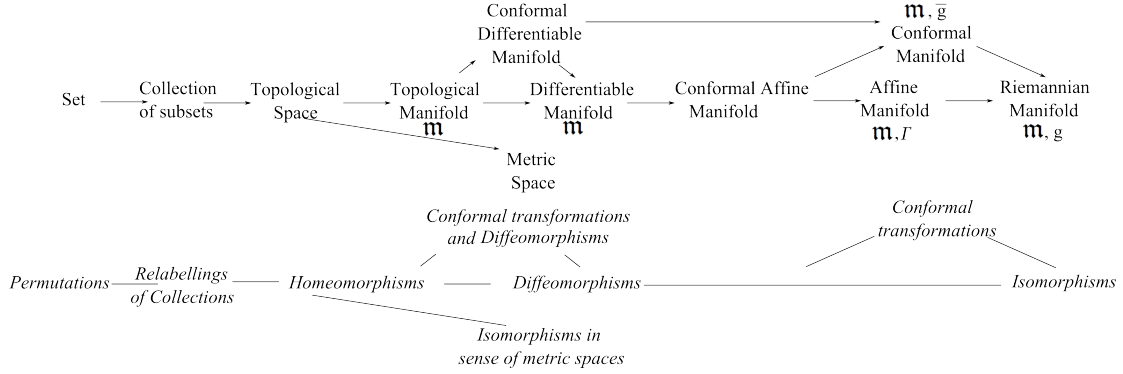 Conformal
Differentiable
Manifold
𝔪 , g̅
Conformal
Manifold
Set
Collection
of subsets
Topological
Space
Topological
Manifold
𝔪
Differentiable
Manifold
𝔪
Conformal Affine
Manifold
Affine
Manifold
𝔪 , Γ
Riemannian
Manifold
𝔪, g
Metric
Space
Conformal transformations
and Diffeomorphisms
Conformal
transformations
Permutations
Relabellings
of Collections
Homeomorphisms
Diffeomorphisms
Isomorphisms
Isomorphisms in
sense of metric spaces